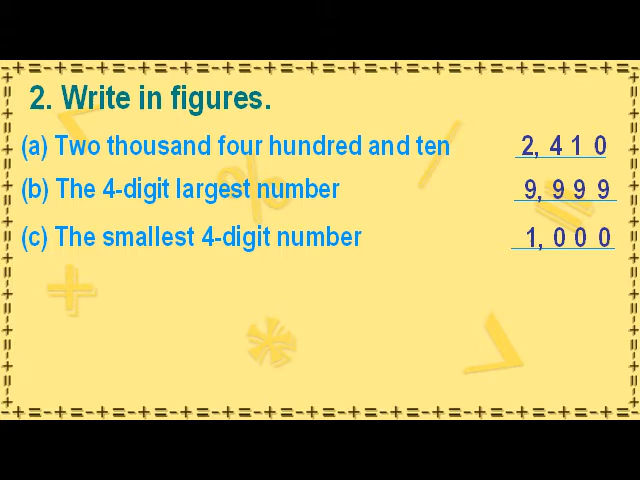 2. Write in figures.
(a) Two thousand four hundred and ten 2, 4 1 0
(b) The 4-digit largest number 9, 9 9 9
(c) The smallest 4-digit number 1, 0 0 0